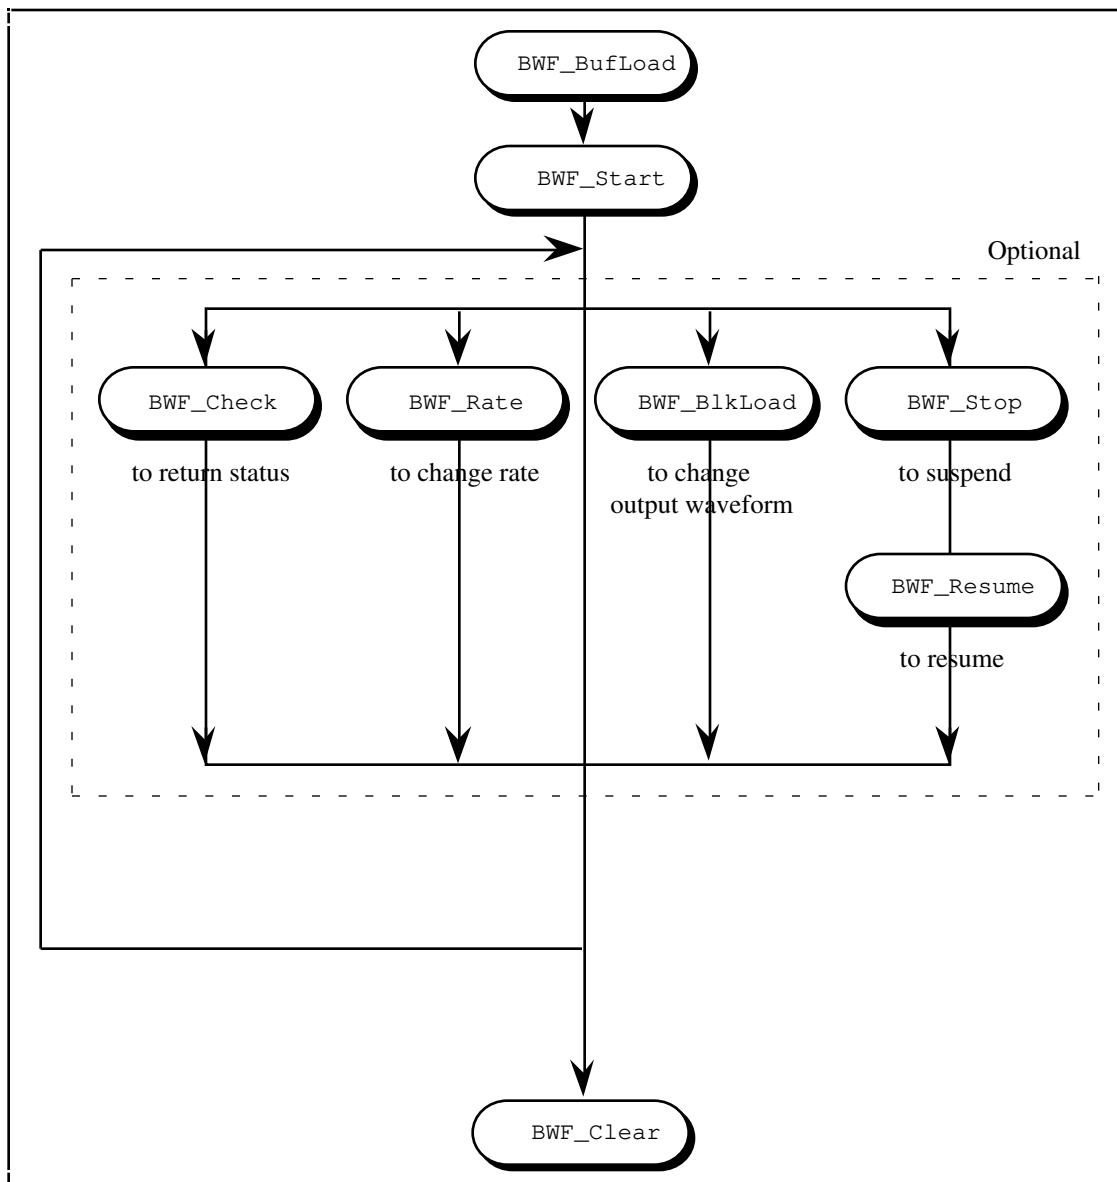 BWF_BufLoad
BWF_Start
Optional
BWF_Check
BWF_Rate
BWF_BlkLoad
BWF_Stop
to return status
to change rate
to change
output waveform
to suspend
BWF_Resume
to resume
BWF_Clear